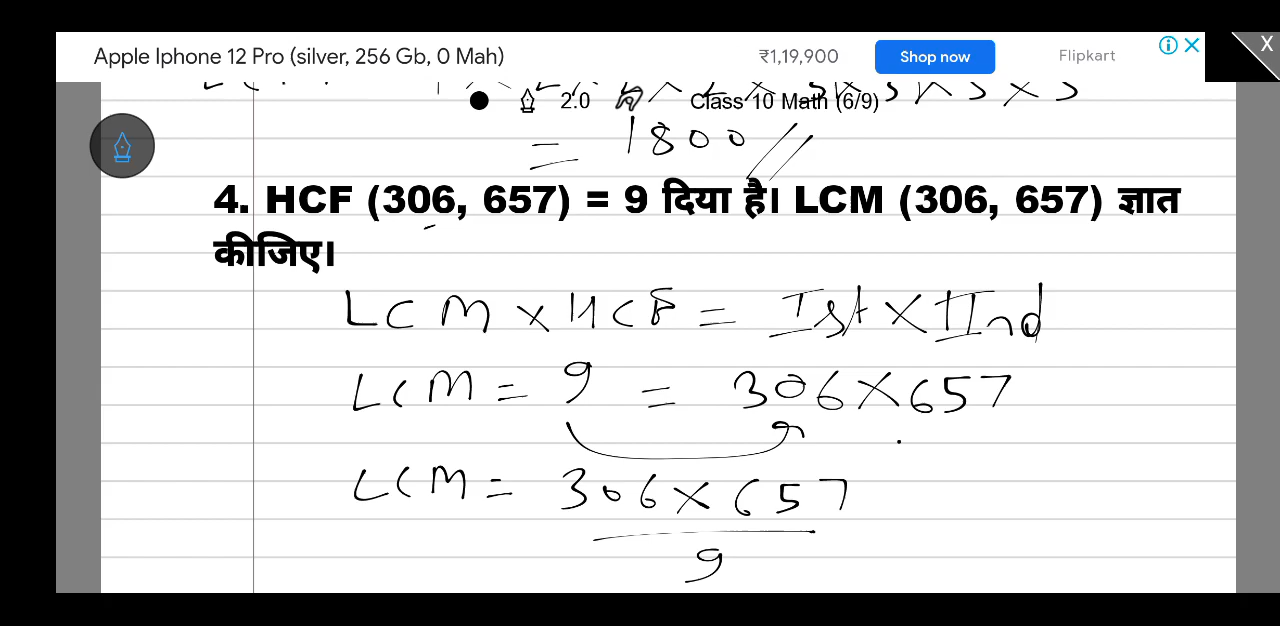 Apple Iphone 12 Pro (silver, 256 Gb, 0 Mah) ₹1,19,900 Shop now Flipkart X
2.0 Class 10 Math (6/9)
= 1800 //
4. HCF (306, 657) = 9 दिया है। LCM (306, 657) ज्ञात
कीजिए।
LCM × HCF = Ist × IInd
LCM = 9 = 306 × 657
LCM = 306 × 657
9